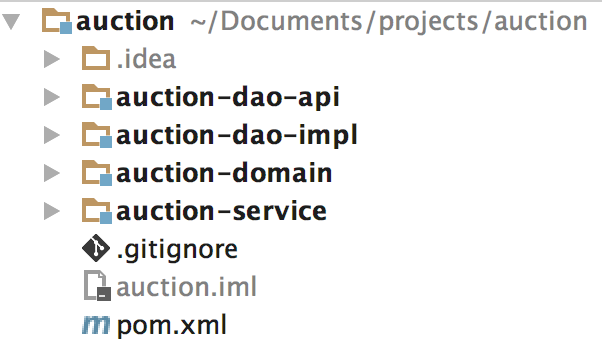 auction ~/Documents/projects/auction
.idea
auction-dao-api
auction-dao-impl
auction-domain
auction-service
.gitignore
auction.iml
pom.xml